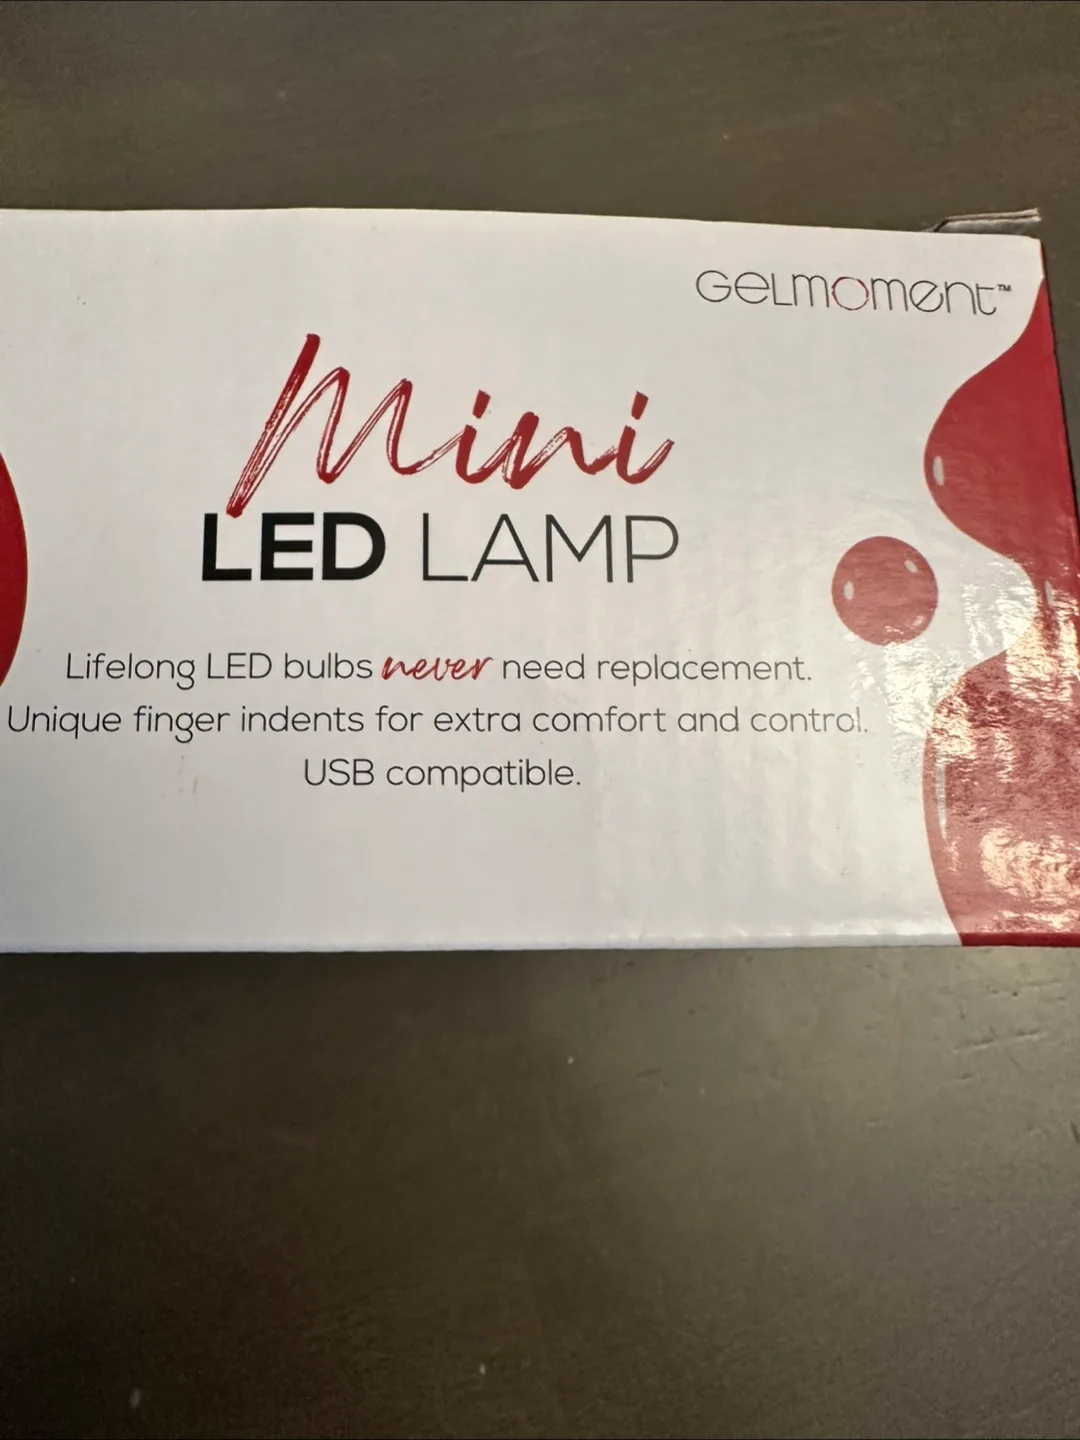 GELMOMENT™
Mini
LED LAMP
Lifelong LED bulbs never need replacement.
Unique finger indents for extra comfort and control.
USB compatible.